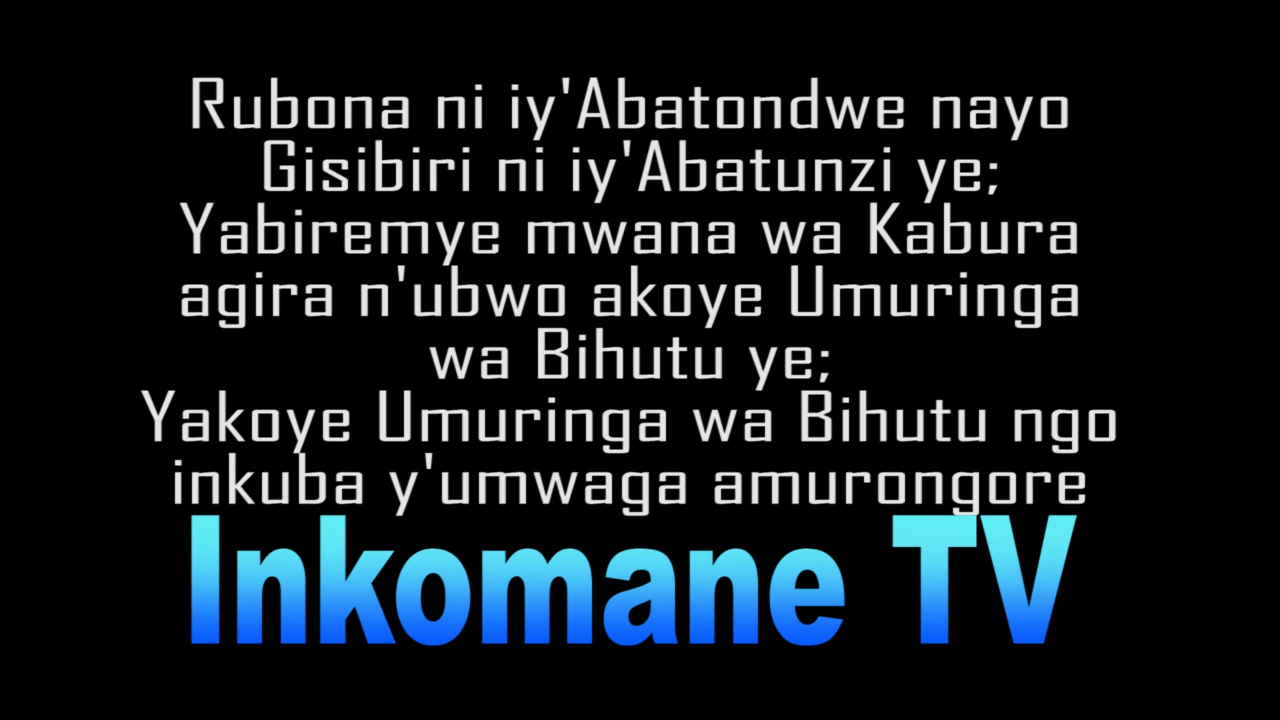 Rubona ni iy'Abatondwe nayo
Gisibiri ni iy'Abatunzi ye;
Yabiremye mwana wa Kabura
agira n'ubwo akoye Umuringa
wa Bihutu ye;
Yakoye Umuringa wa Bihutu ngo
inkuba y'umwaga amurongore
Inkomane TV